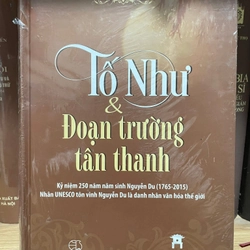 Tố Như
& Đoạn trường
tân thanh
Kỷ niệm 250 năm năm sinh Nguyễn Du (1765-2015)
Nhân UNESCO tôn vinh Nguyễn Du là danh nhân văn hóa thế giới